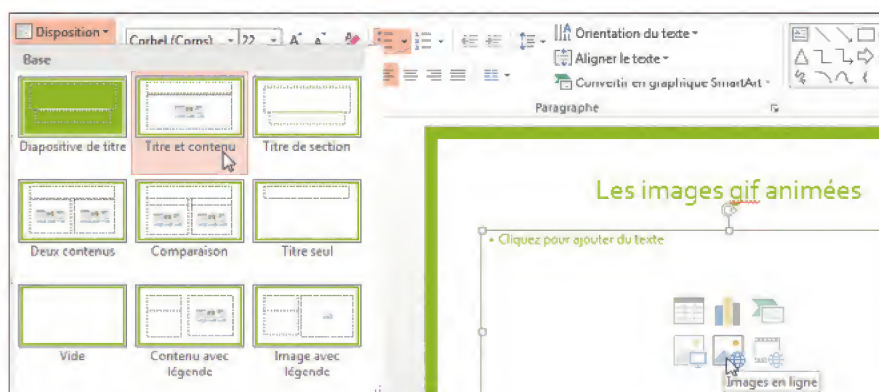 Disposition
Corbel (Corps)
22
Base
Diapositive de titre
Titre et contenu
Titre de section
Deux contenus
Comparaison
Titre seul
Vide
Contenu avec légende
Image avec légende
Orientation du texte
Aligner le texte
Convertir en graphique SmartArt
Paragraphe
Les images gif animées
• Cliquez pour ajouter du texte
Images en ligne